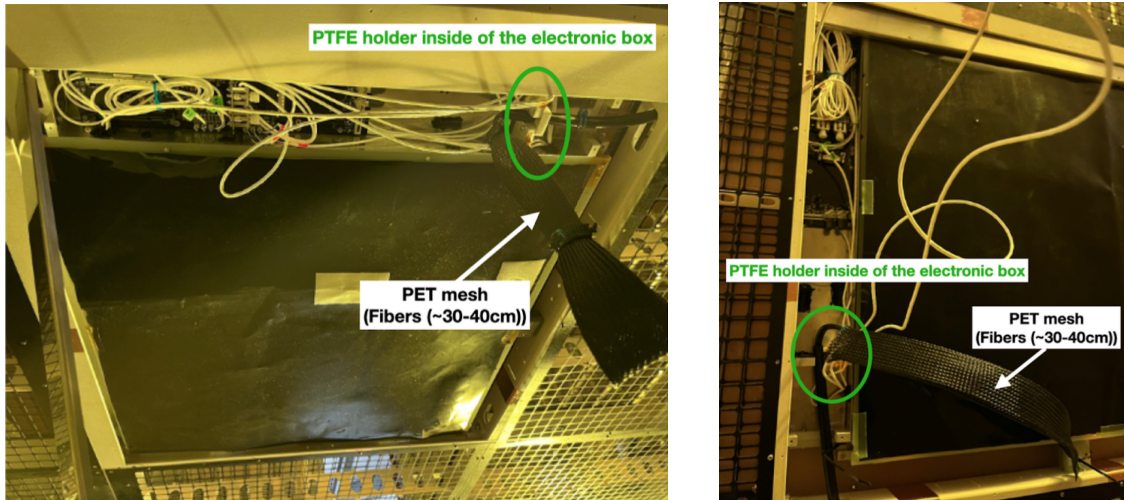 PTFE holder inside of the electronic box
PET mesh
(Fibers (~30-40cm))
PTFE holder inside of the electronic box
PET mesh
(Fibers (~30-40cm))